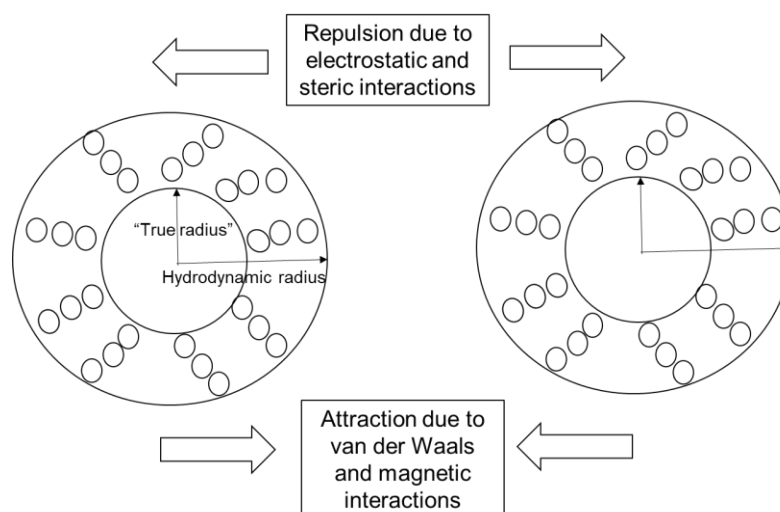 Repulsion due to
electrostatic and
steric interactions
“True radius”
Hydrodynamic radius
Attraction due to
van der Waals
and magnetic
interactions